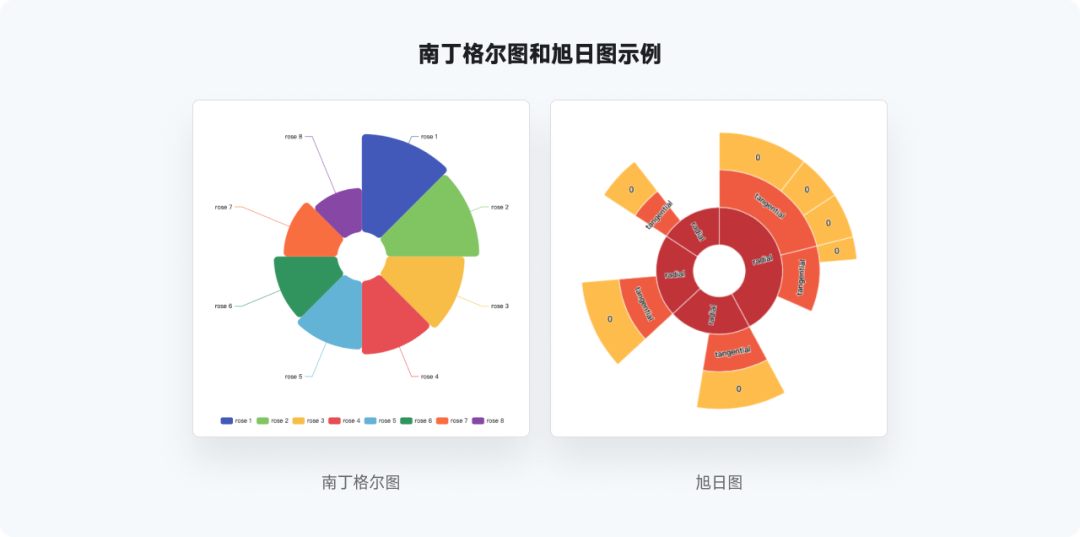 南丁格尔图和旭日图示例
rose 8
rose 1
rose 7
rose 2
rose 6
rose 3
rose 5
rose 4
rose 1 rose 2 rose 3 rose 4 rose 5 rose 6 rose 7 rose 8
0
0
0
tangential
tangential
radial
0
0
radial
radial
tangential
tangential
0
radial
tangential
0
南丁格尔图
旭日图